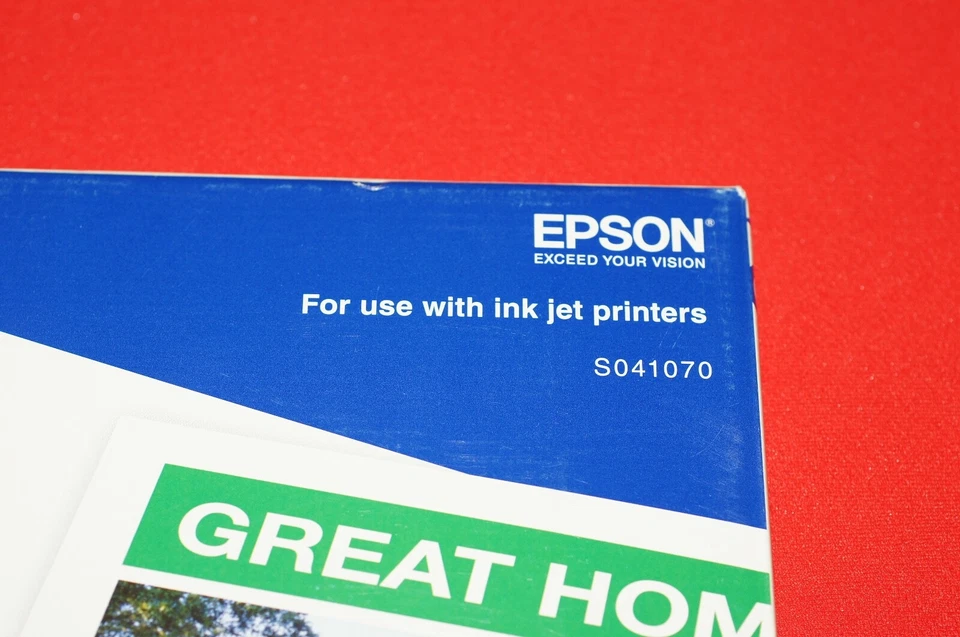 EPSON®
EXCEED YOUR VISION
For use with ink jet printers
S041070
GREAT HOM